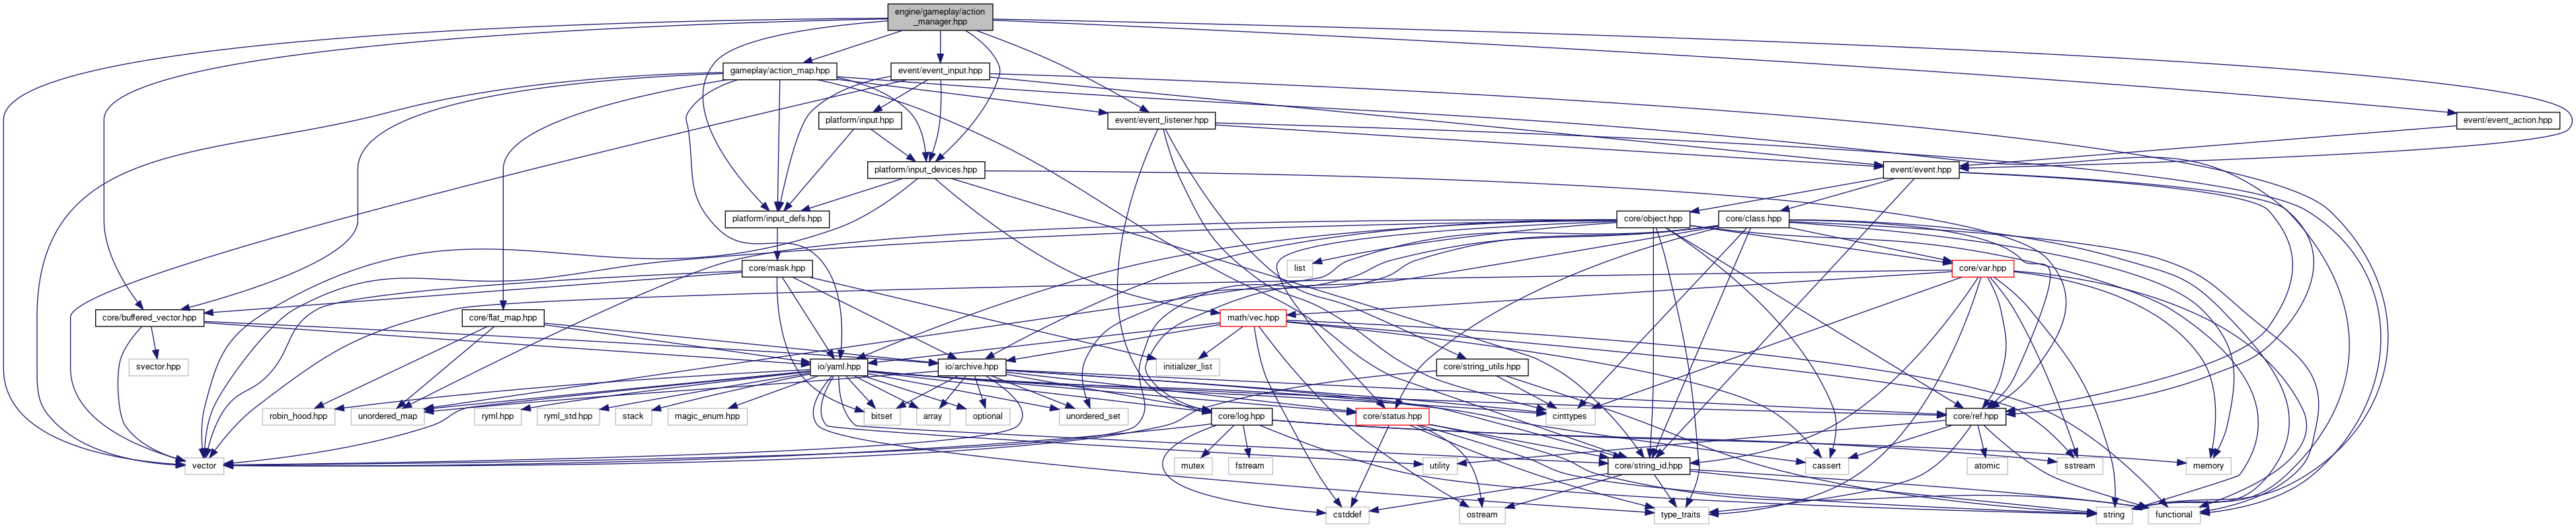 engine/gameplay/action
_manager.hpp
gameplay/action_map.hpp
event/event_input.hpp
platform/input.hpp
event/event_listener.hpp
event/event_action.hpp
platform/input_devices.hpp
event/event.hpp
platform/input_defs.hpp
core/object.hpp
core/class.hpp
core/mask.hpp
list
core/var.hpp
core/buffered_vector.hpp
core/flat_map.hpp
math/vec.hpp
svector.hpp
io/yaml.hpp
io/archive.hpp
initializer_list
core/string_utils.hpp
robin_hood.hpp
unordered_map
ryml.hpp
ryml_std.hpp
stack
magic_enum.hpp
bitset
array
optional
unordered_set
core/log.hpp
core/status.hpp
cinttypes
core/ref.hpp
vector
mutex
fstream
utility
core/string_id.hpp
cassert
atomic
sstream
memory
cstddef
ostream
type_traits
string
functional